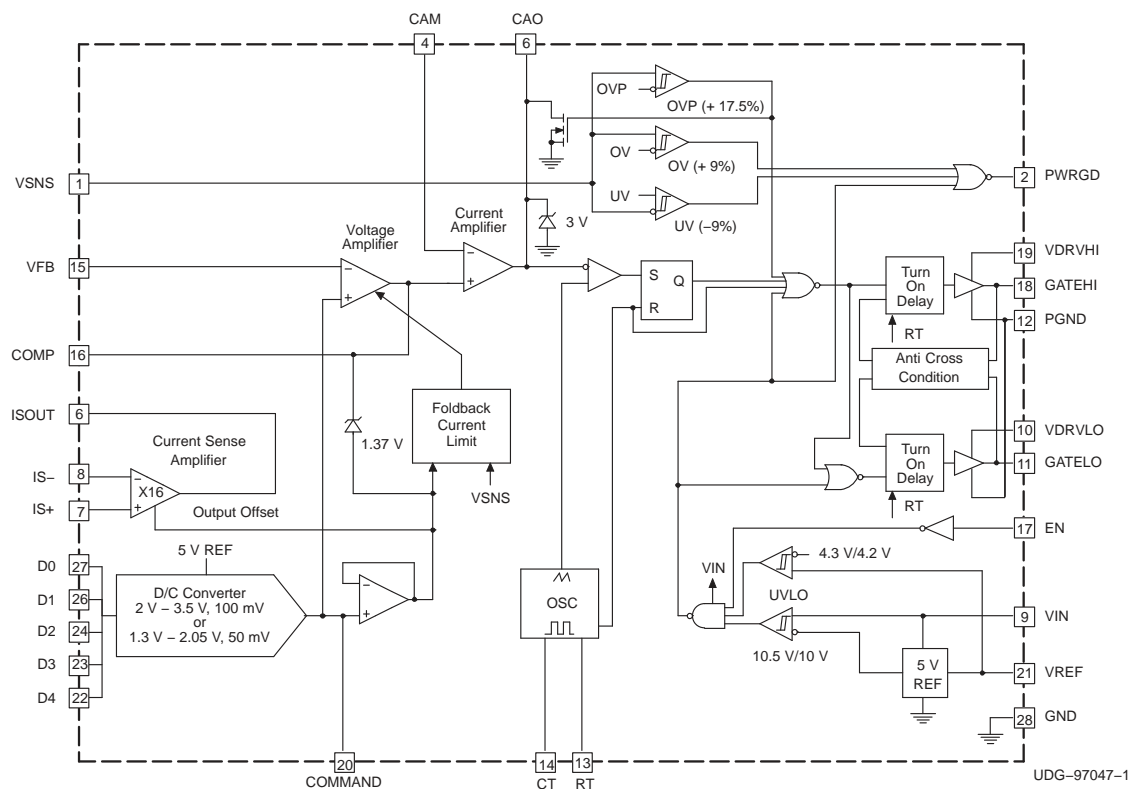 CAM
CAO
4
6
OVP
OVP (+ 17.5%)
OV
OV (+ 9%)
VSNS
1
2
PWRGD
UV
UV (–9%)
3 V
Voltage
Amplifier
Current
Amplifier
VFB
15
–
+
–
+
S
Q
R
Turn
On
Delay
RT
19
VDRVHI
18
GATEHI
12
PGND
COMP
16
Anti Cross
Condition
ISOUT
6
1.37 V
Foldback
Current
Limit
VSNS
Current Sense
Amplifier
Turn
On
Delay
RT
10
VDRVLO
11
GATELO
IS–
8
–
X16
+
IS+
7
Output Offset
17
EN
5 V REF
D0
27
D1
26
D2
24
D3
23
D4
22
D/C Converter
2 V – 3.5 V, 100 mV
or
1.3 V – 2.05 V, 50 mV
–
+
OSC
VIN
4.3 V/4.2 V
UVLO
10.5 V/10 V
9
VIN
5 V
REF
21
VREF
28
GND
20
COMMAND
14
CT
13
RT
UDG–97047–1